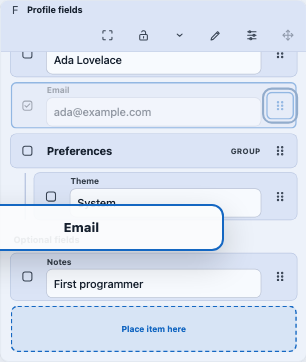 F Profile fields
Ada Lovelace
Email
ada@example.com
Preferences GROUP
Theme
System
Email
Optional fields
Notes
First programmer
Place item here